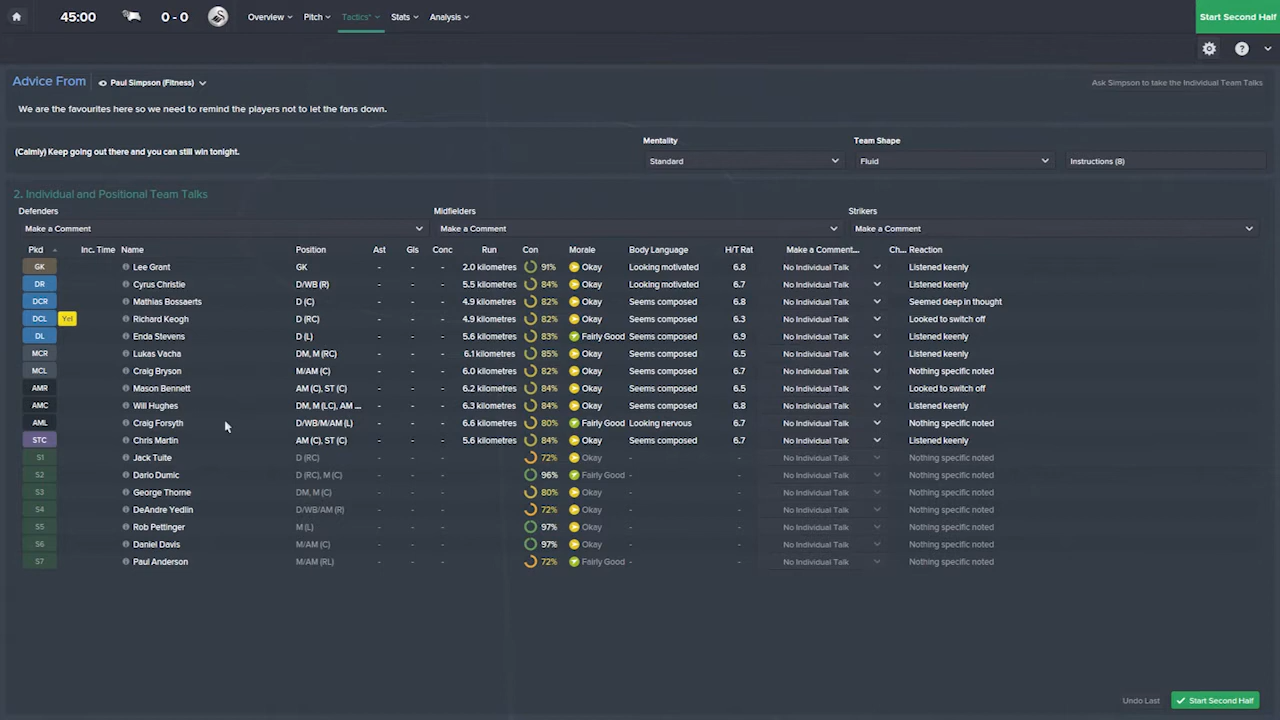 45:00 0 - 0 Overview Pitch Tactics* Stats Analysis Start Second Half
?
Advice From Paul Simpson (Fitness) Ask Simpson to take the Individual Team Talks
We are the favourites here so we need to remind the players not to let the fans down.
Mentality Team Shape
(Calmly) Keep going out there and you can still win tonight.
Standard Fluid Instructions (8)
2. Individual and Positional Team Talks
Defenders Midfielders Strikers
Make a Comment Make a Comment Make a Comment
Pkd Inc. Time Name Position Ast Gls Conc Run Con Morale Body Language H/T Rat Make a Comment... Ch... Reaction
GK Lee Grant GK - - - 2.0 kilometres 91% Okay Looking motivated 6.8 No Individual Talk Listened keenly
DR Cyrus Christie D/WB (R) - - - 5.5 kilometres 84% Okay Looking motivated 6.7 No Individual Talk Listened keenly
DCR Mathias Bossaerts D (C) - - - 4.9 kilometres 82% Okay Seems composed 6.8 No Individual Talk Seemed deep in thought
DCL Yel Richard Keogh D (RC) - - - 4.9 kilometres 82% Okay Seems composed 6.3 No Individual Talk Looked to switch off
DL Enda Stevens D (L) - - - 5.6 kilometres 83% Fairly Good Seems composed 6.9 No Individual Talk Listened keenly
MCR Lukas Vacha DM, M (RC) - - - 6.1 kilometres 85% Okay Seems composed 6.5 No Individual Talk Listened keenly
MCL Craig Bryson M/AM (C) - - - 6.0 kilometres 82% Okay Seems composed 6.7 No Individual Talk Nothing specific noted
AMR Mason Bennett AM (C), ST (C) - - - 6.2 kilometres 84% Okay Seems composed 6.5 No Individual Talk Looked to switch off
AMC Will Hughes DM, M (LC), AM ... - - - 6.3 kilometres 84% Okay Seems composed 6.8 No Individual Talk Listened keenly
AML Craig Forsyth D/WB/M/AM (L) - - - 6.6 kilometres 80% Fairly Good Looking nervous 6.7 No Individual Talk Nothing specific noted
STC Chris Martin AM (C), ST (C) - - - 5.6 kilometres 84% Okay Seems composed 6.7 No Individual Talk Listened keenly
S1 Jack Tuite D (RC) - - - 72% Okay - - No Individual Talk Nothing specific noted
S2 Dario Dumic D (RC), M (C) - - - 96% Fairly Good - - No Individual Talk Nothing specific noted
S3 George Thorne DM, M (C) - - - 80% Okay - - No Individual Talk Nothing specific noted
S4 DeAndre Yedlin D/WB/AM (R) - - - 72% Okay - - No Individual Talk Nothing specific noted
S5 Rob Pettinger M (L) - - - 97% Okay - - No Individual Talk Nothing specific noted
S6 Daniel Davis M/AM (C) - - - 97% Okay - - No Individual Talk Nothing specific noted
S7 Paul Anderson M/AM (RL) - - - 72% Fairly Good - - No Individual Talk Nothing specific noted
Undo Last Start Second Half